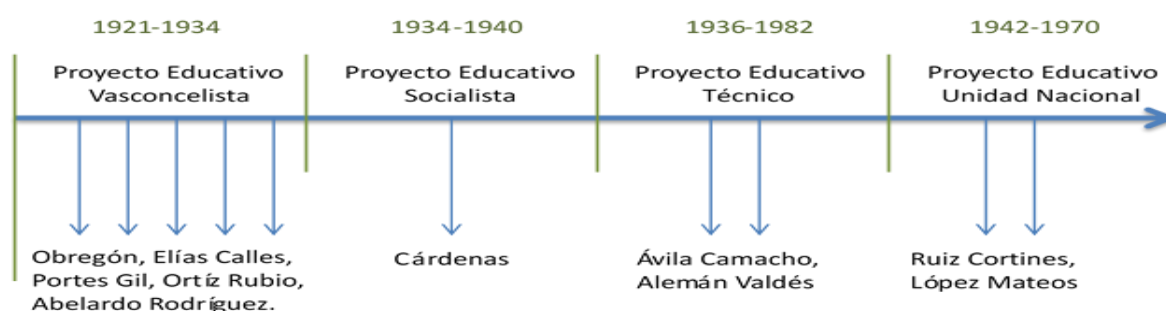 1921-1934
1934-1940
1936-1982
1942-1970
Proyecto Educativo
Vasconcelista
Proyecto Educativo
Socialista
Proyecto Educativo
Técnico
Proyecto Educativo
Unidad Nacional
Obregón, Elías Calles,
Portes Gil, Ortíz Rubio,
Abelardo Rodríguez.
Cárdenas
Ávila Camacho,
Alemán Valdés
Ruiz Cortines,
López Mateos